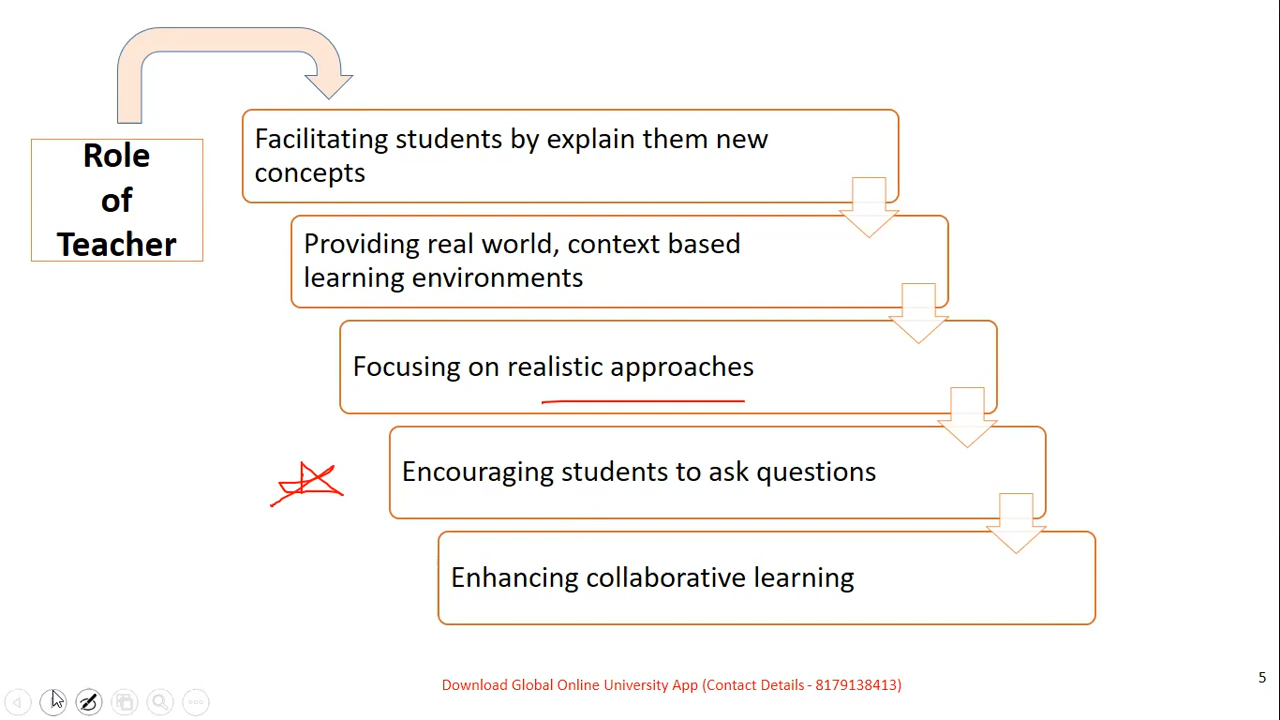 Role
of
Teacher
Facilitating students by explain them new
concepts
Providing real world, context based
learning environments
Focusing on realistic approaches
Encouraging students to ask questions
Enhancing collaborative learning
Download Global Online University App (Contact Details - 8179138413)
5